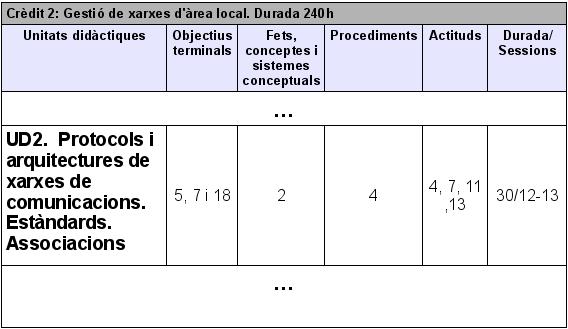 Crèdit 2: Gestió de xarxes d'àrea local. Durada 240h
Unitats didàctiques
Objectius
terminals
Fets,
conceptes i
sistemes
conceptuals
Procediments
Actituds
Durada/
Sessions
...
UD2. Protocols i
arquitectures de
xarxes de
comunicacions.
Estàndards.
Associacions
5, 7 i 18
2
4
4, 7, 11
,13
30/12-13
...